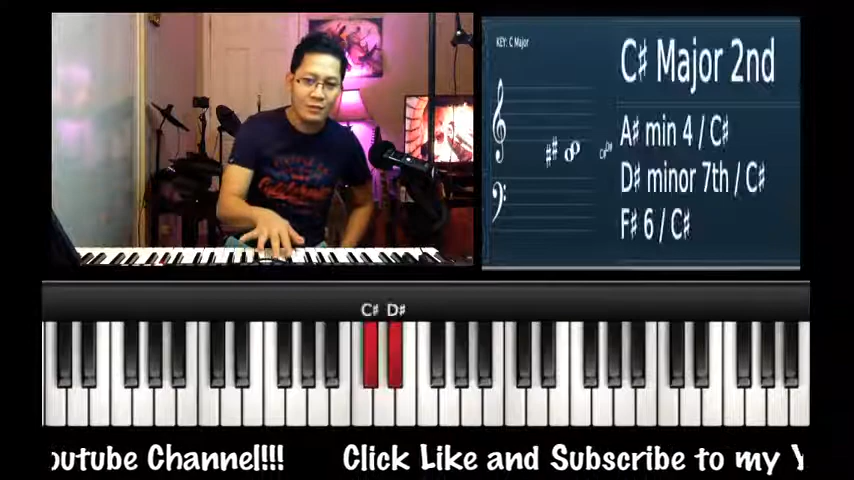 KEY: C Major
C# Major 2nd
A# min 4 / C#
D# minor 7th / C#
F# 6 / C#
C# D#
outube Channel!!! Click Like and Subscribe to my Y